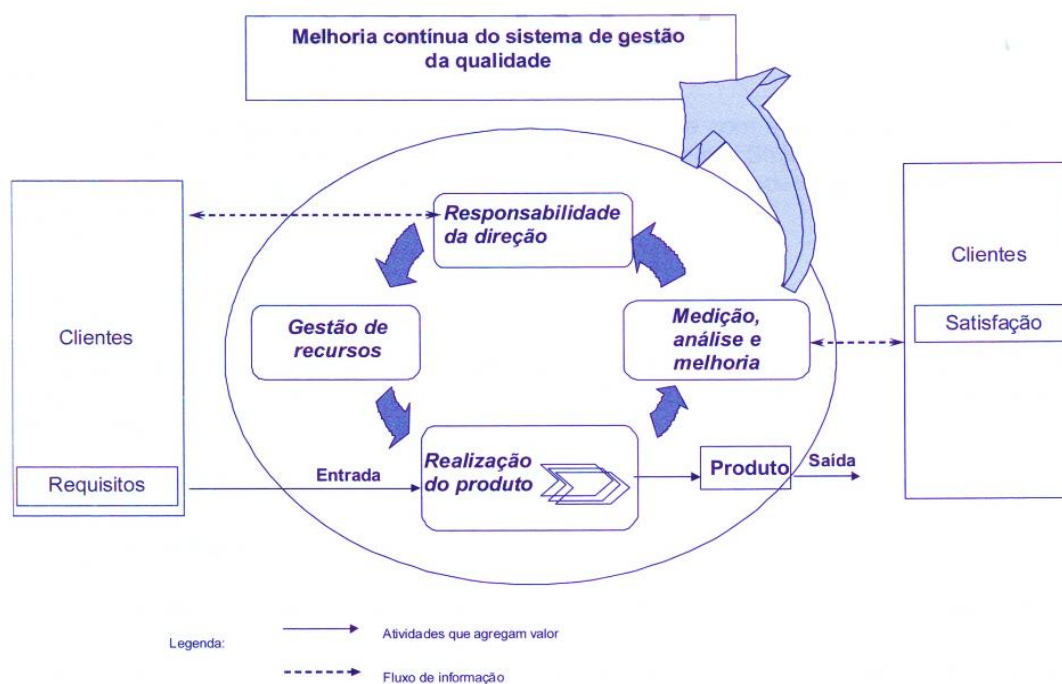 Melhoria contínua do sistema de gestão
da qualidade
Responsabilidade
da direção
Clientes
Clientes
Gestão de
recursos
Medição,
análise e
melhoria
Satisfação
Requisitos
Entrada
Realização
do produto
Produto
Saída
Legenda:
Atividades que agregam valor
Fluxo de informação